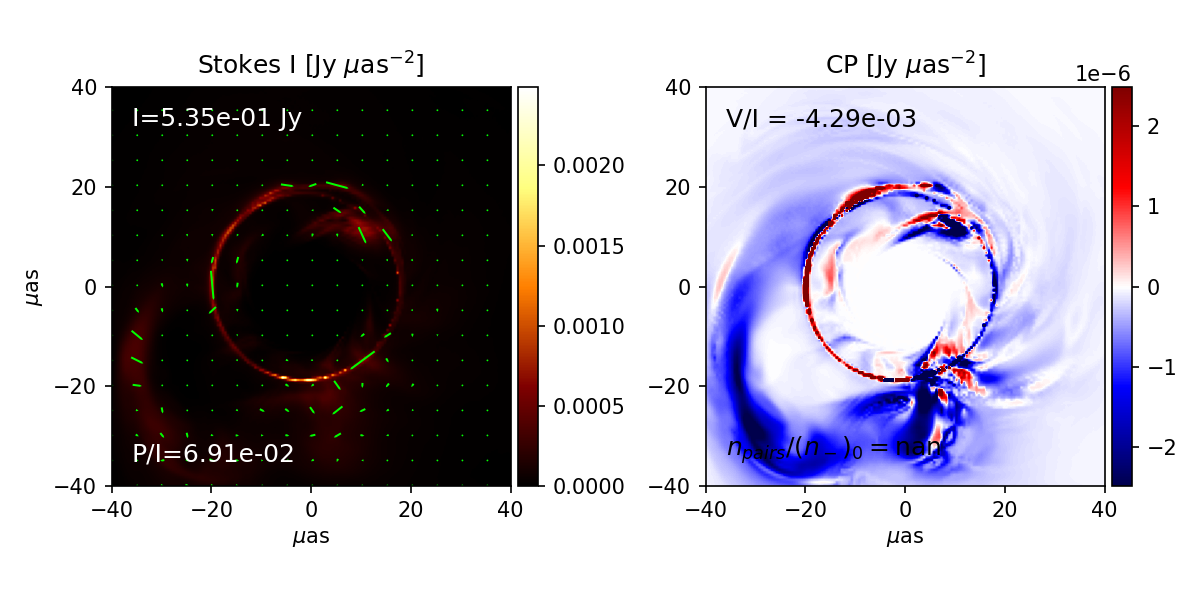 Stokes I [Jy μas⁻²]
40
20
0
−20
−40
μas
I=5.35e-01 Jy
P/I=6.91e-02
−40 −20 0 20 40
μas
0.0020
0.0015
0.0010
0.0005
0.0000
CP [Jy μas⁻²]
1e−6
40
20
0
−20
−40
V/I = -4.29e-03
n_pairs/(n_−)_0 = nan
−40 −20 0 20 40
μas
2
1
0
−1
−2